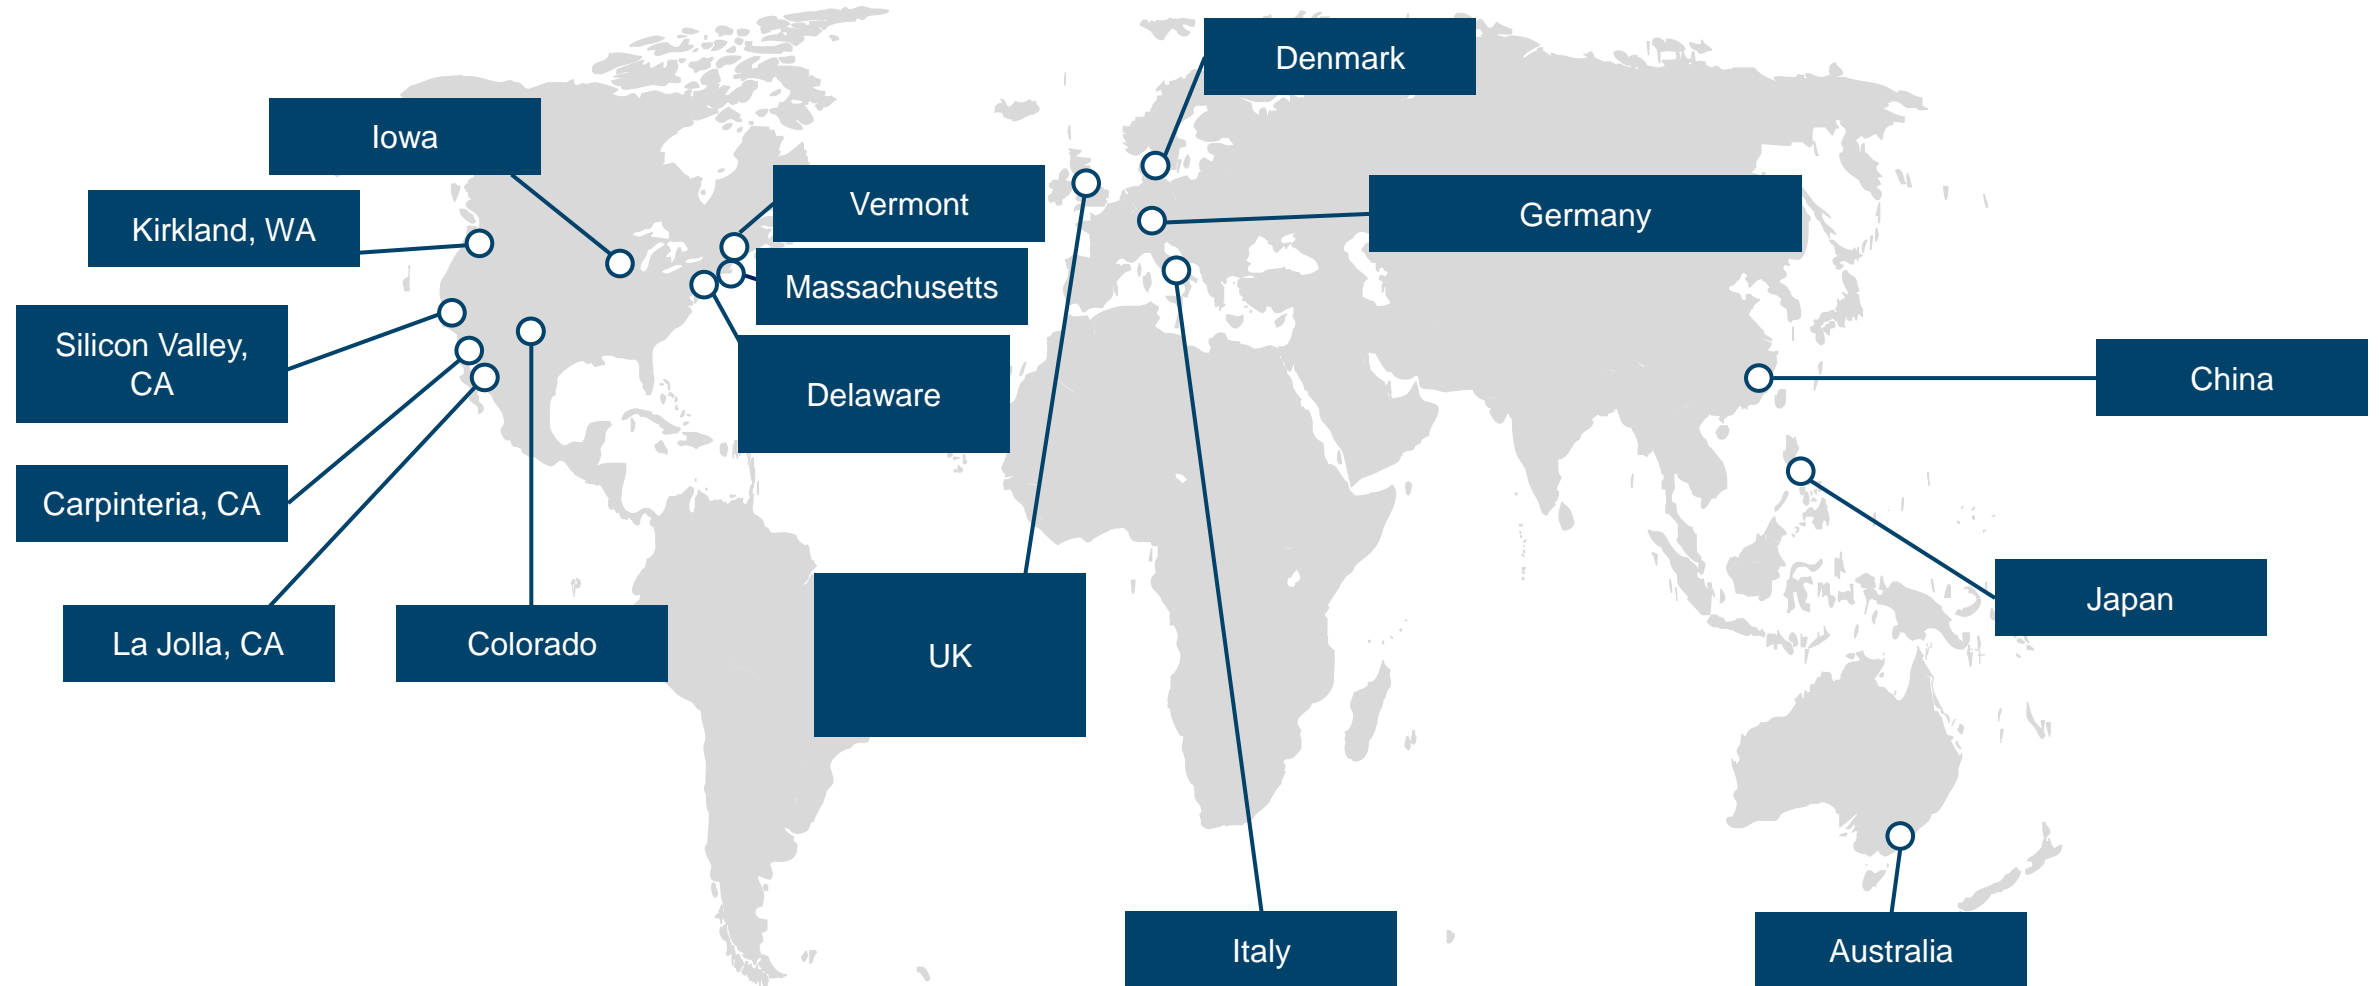 Denmark
Iowa
Vermont
Kirkland, WA
Germany
Massachusetts
Silicon Valley,
CA
Delaware
China
Carpinteria, CA
Japan
La Jolla, CA
Colorado
UK
Italy
Australia